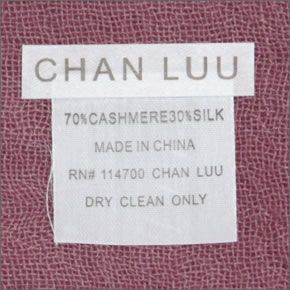 CHAN LUU
70%CASHMERE30%SILK
MADE IN CHINA
RN# 114700 CHAN LUU
DRY CLEAN ONLY